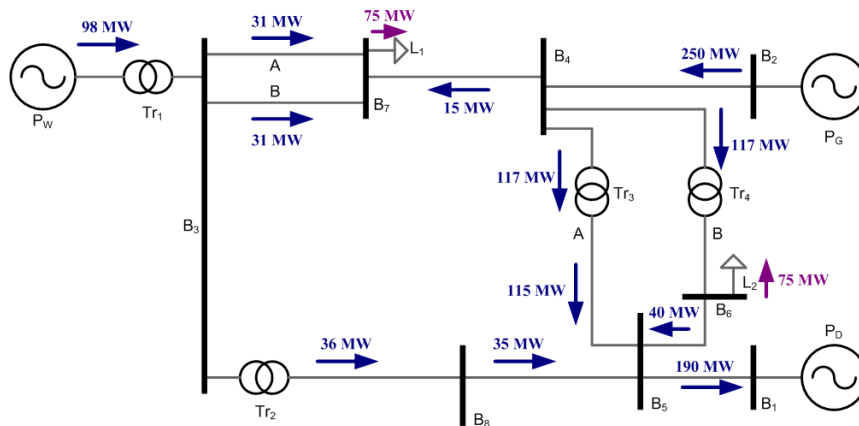 98 MW
31 MW
75 MW
L1
B4
250 MW
B2
A
B
B7
15 MW
PW
Tr1
31 MW
PG
117 MW
117 MW
Tr3
Tr4
A
B
B3
115 MW
L2
75 MW
40 MW
B6
PD
36 MW
35 MW
190 MW
Tr2
B8
B5
B1